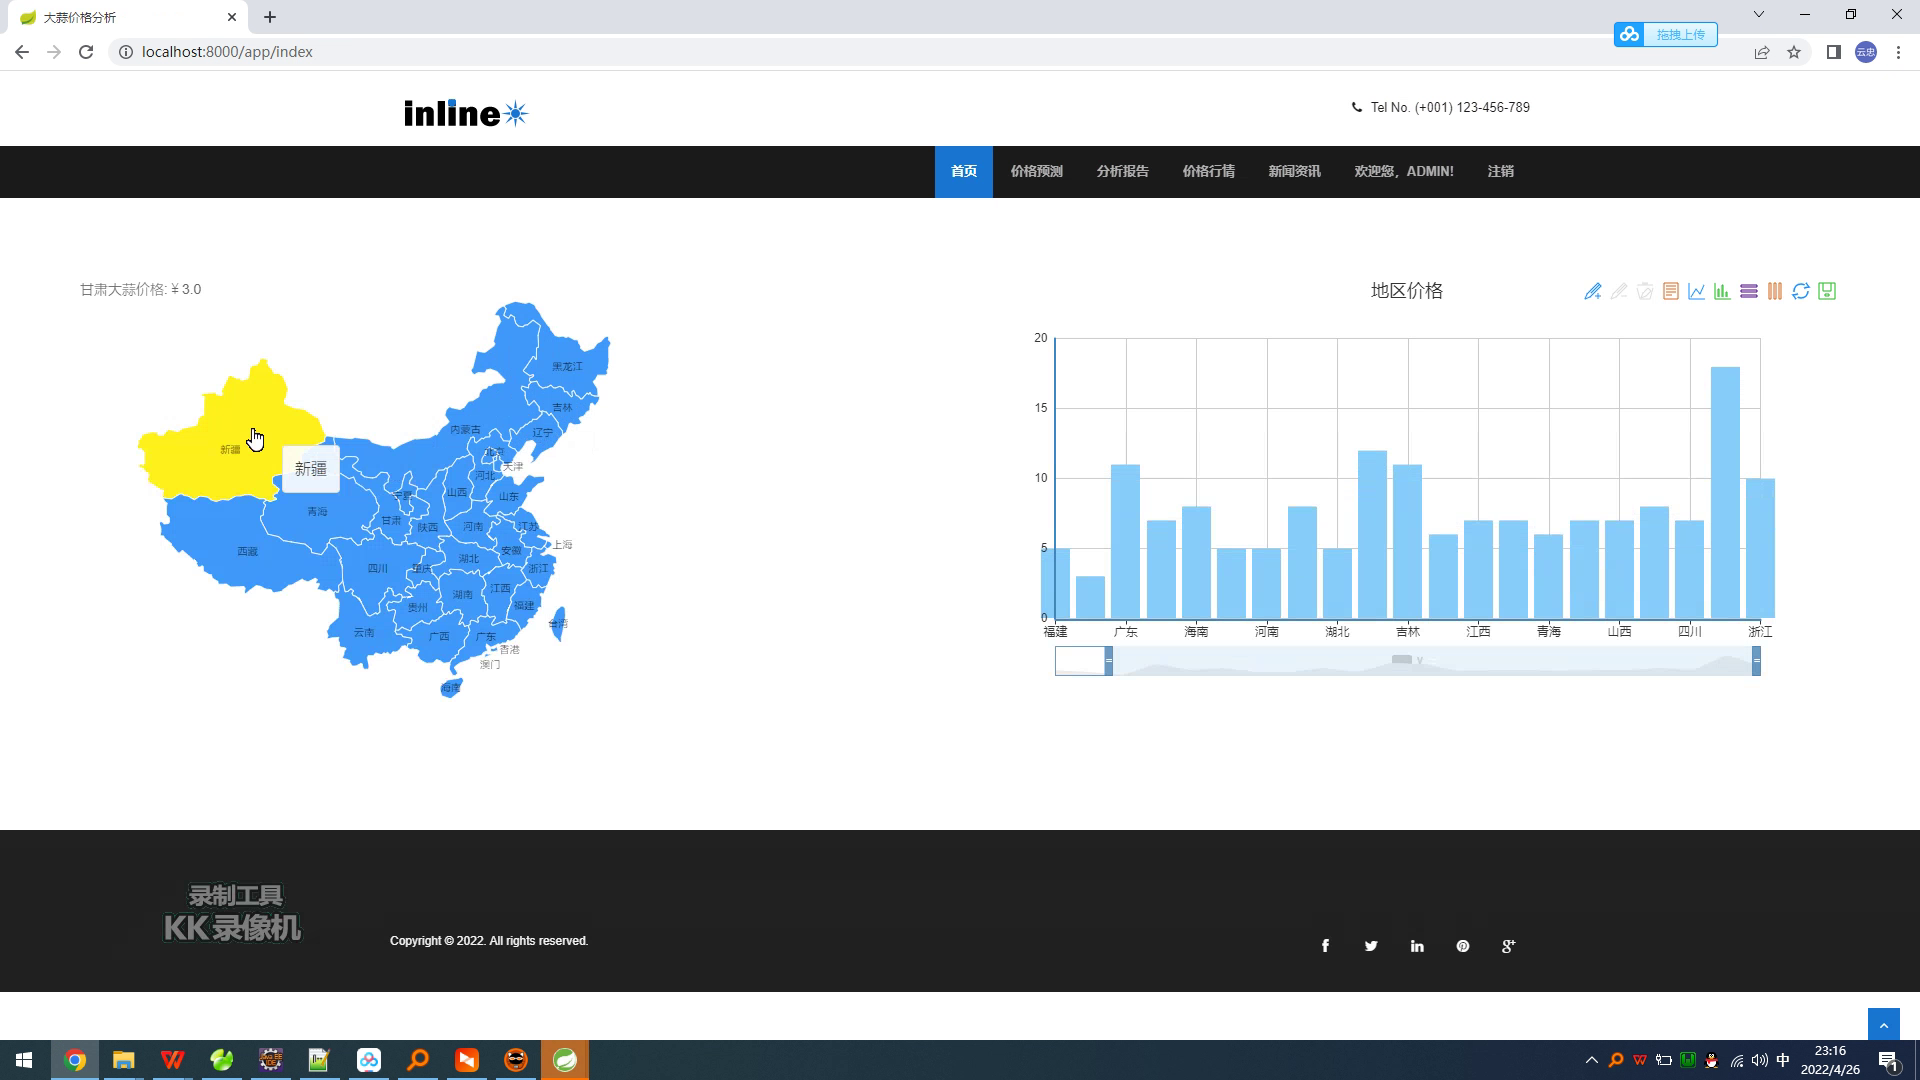 大蒜价格分析
localhost:8000/app/index
拖拽上传
云忠
inline
Tel No. (+001) 123-456-789
首页 价格预测 分析报告 价格行情 新闻资讯 欢迎您，ADMIN! 注销
甘肃大蒜价格: ¥ 3.0
黑龙江
吉林
辽宁
内蒙古
北京
天津
新疆
新疆
河北
山西
山东
宁夏
青海
甘肃
陕西
河南
江苏
上海
西藏
安徽
湖北
四川
重庆
浙江
江西
湖南
贵州
福建
台湾
云南
广西
广东
香港
澳门
海南
地区价格
20
15
10
5
0
福建 广东 海南 河南 湖北 吉林 江西 青海 山西 四川 浙江
录制工具
KK 录像机
Copyright © 2022. All rights reserved.
中
23:16
2022/4/26
1